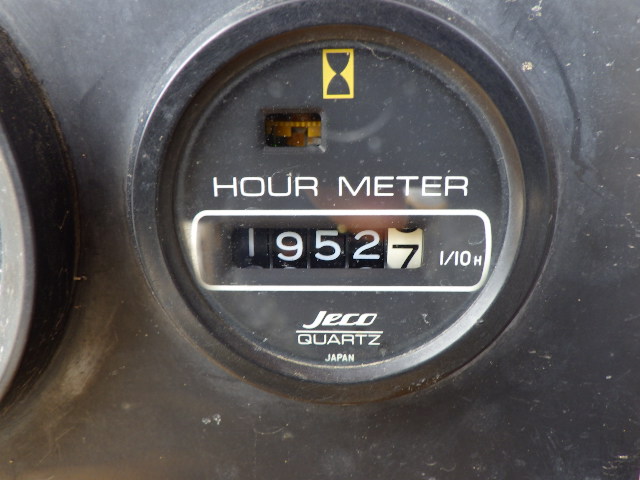 HOUR METER
19527 1/10H
Jeco
QUARTZ
JAPAN